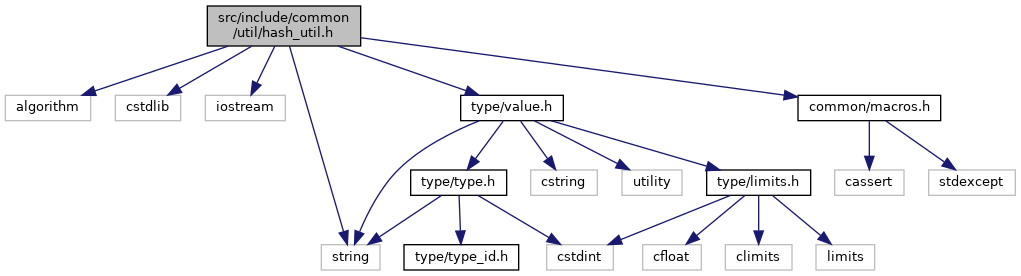 src/include/common
/util/hash_util.h
algorithm
cstdlib
iostream
type/value.h
common/macros.h
type/type.h
cstring
utility
type/limits.h
cassert
stdexcept
string
type/type_id.h
cstdint
cfloat
climits
limits